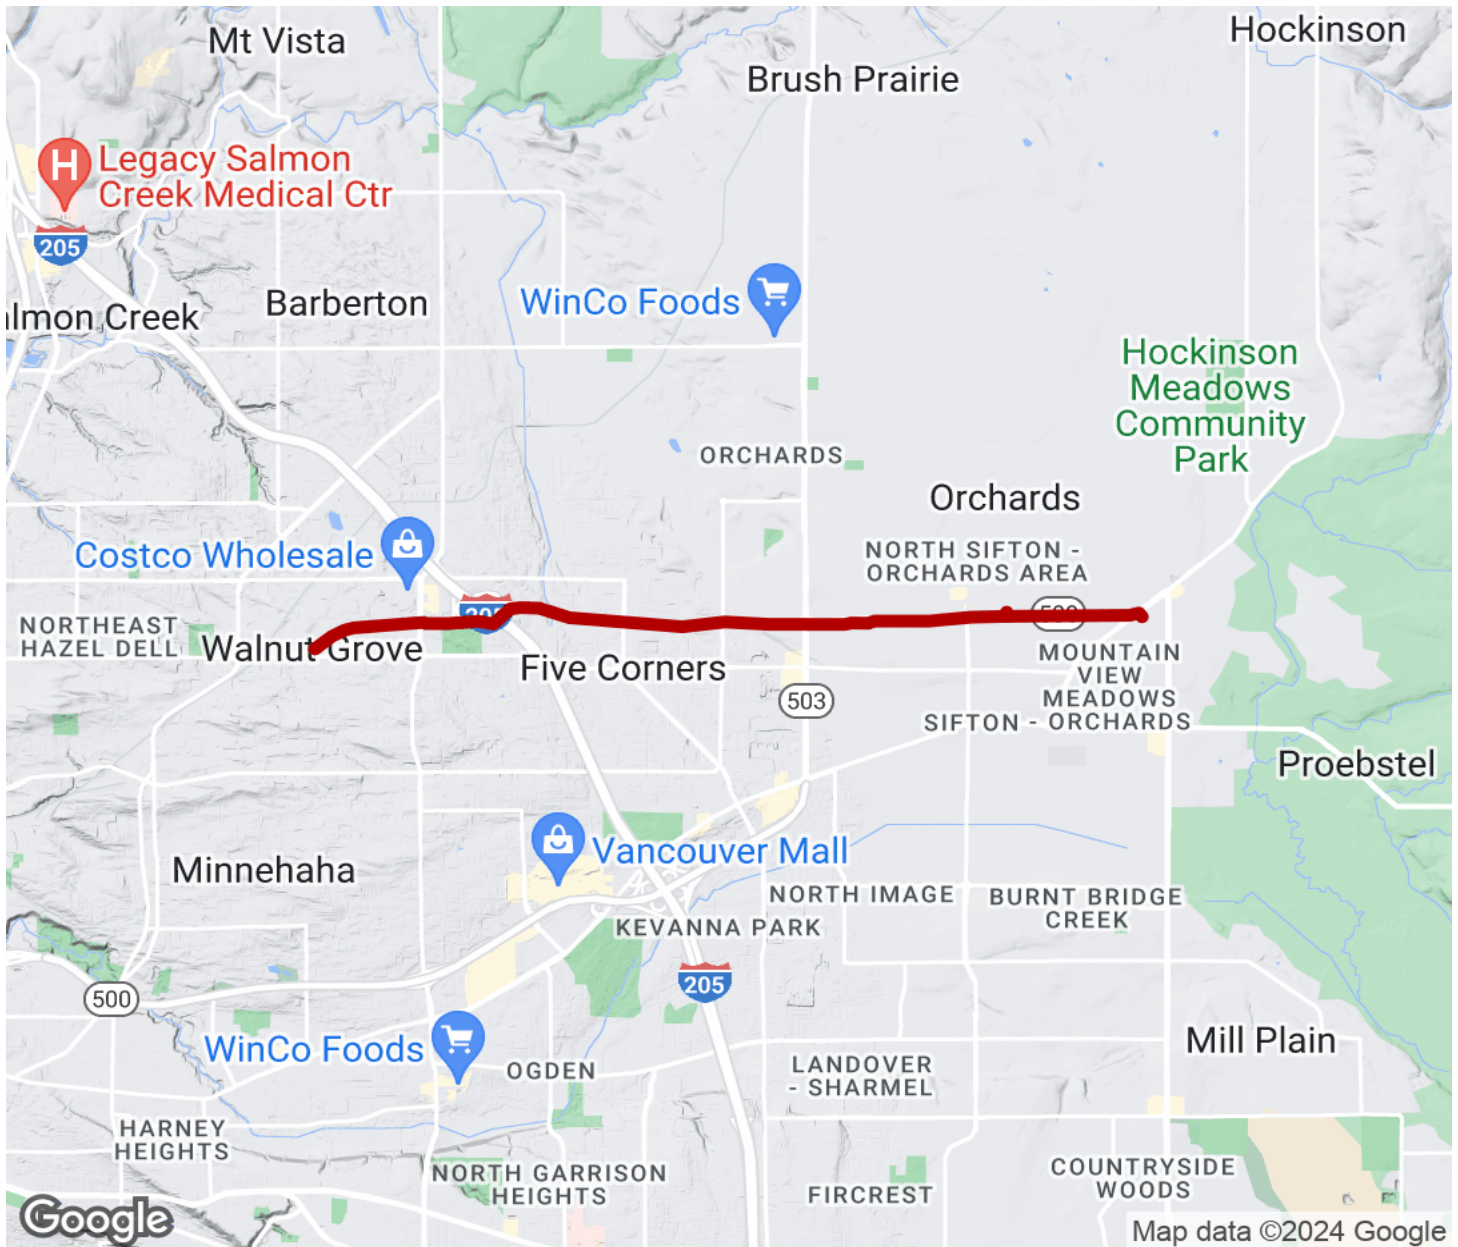 Mt Vista
Hockinson
Brush Prairie
H
Legacy Salmon
Creek Medical Ctr
205
WinCo Foods
Barberton
Creek
Hockinson
Meadows
Community
Park
ORCHARDS
Orchards
Costco Wholesale
NORTH SIFTON -
ORCHARDS AREA
NORTHEAST
HAZEL DELL
Walnut Grove
Five Corners
MOUNTAIN
VIEW
MEADOWS
503
SIFTON - ORCHARDS
Proebstel
Vancouver Mall
Minnehaha
NORTH IMAGE
BURNT BRIDGE
CREEK
KEVANNA PARK
205
500
WinCo Foods
Mill Plain
OGDEN
LANDOVER
- SHARMEL
HARNEY
HEIGHTS
NORTH GARRISON
HEIGHTS
COUNTRYSIDE
WOODS
FIRCREST
Google
Map data ©2024 Google